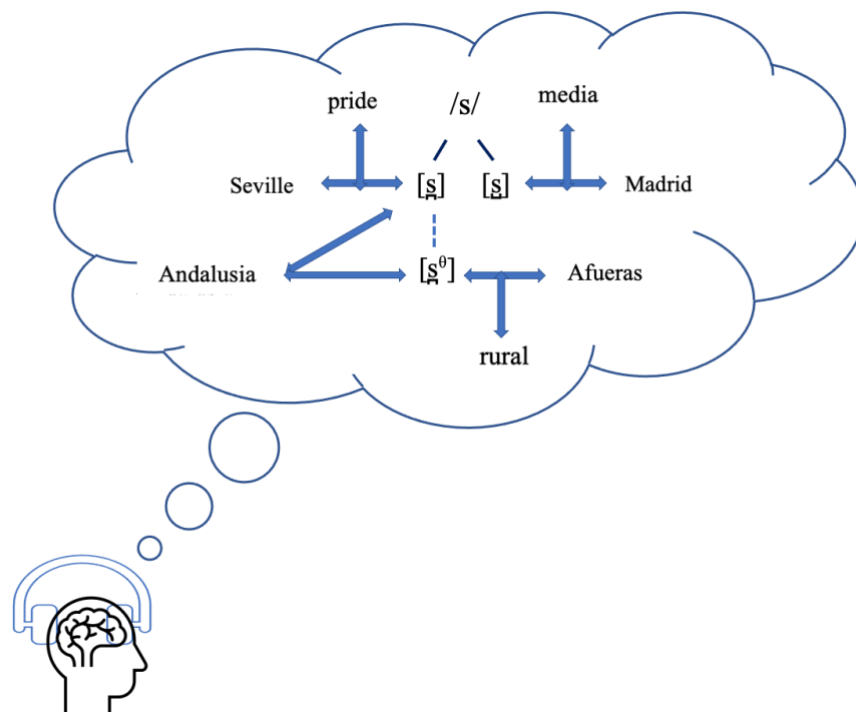 pride /s/ media
Seville [s̪] [s̺] Madrid
Andalusia [s̪ᶿ] Afueras
rural